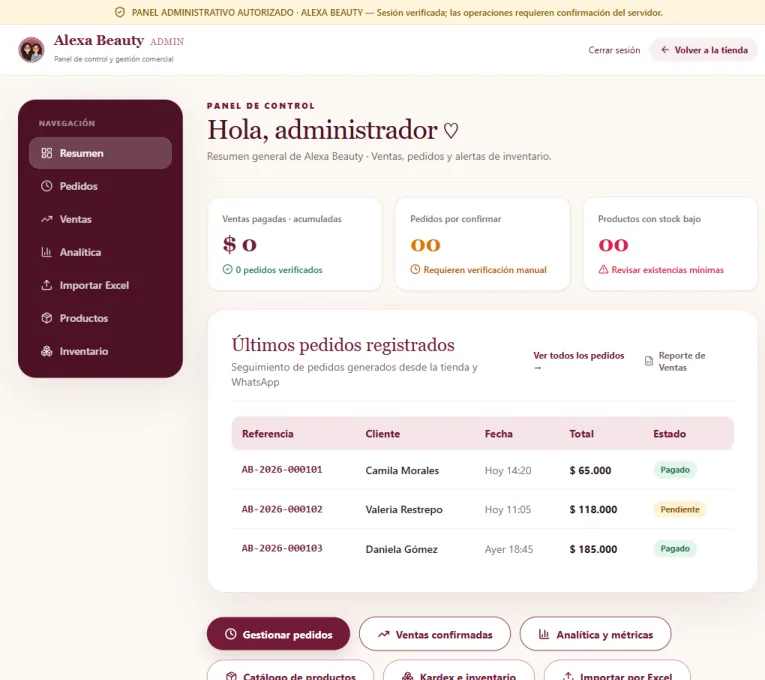 PANEL ADMINISTRATIVO AUTORIZADO · ALEXA BEAUTY — Sesión verificada; las operaciones requieren confirmación del servidor.
Alexa Beauty ADMIN
Panel de control y gestión comercial
Cerrar sesión
← Volver a la tienda
NAVEGACIÓN
Resumen
Pedidos
Ventas
Analítica
Importar Excel
Productos
Inventario
PANEL DE CONTROL
Hola, administrador ♡
Resumen general de Alexa Beauty · Ventas, pedidos y alertas de inventario.
Ventas pagadas · acumuladas
$ 0
0 pedidos verificados
Pedidos por confirmar
00
Requieren verificación manual
Productos con stock bajo
00
Revisar existencias mínimas
Últimos pedidos registrados
Seguimiento de pedidos generados desde la tienda y
WhatsApp
Ver todos los pedidos
→
Reporte de
Ventas
Referencia Cliente Fecha Total Estado
AB-2026-000101 Camila Morales Hoy 14:20 $ 65.000 Pagado
AB-2026-000102 Valeria Restrepo Hoy 11:05 $ 118.000 Pendiente
AB-2026-000103 Daniela Gómez Ayer 18:45 $ 185.000 Pagado
Gestionar pedidos
Ventas confirmadas
Analítica y métricas
Catálogo de productos
Kardex e inventario
Importar por Excel